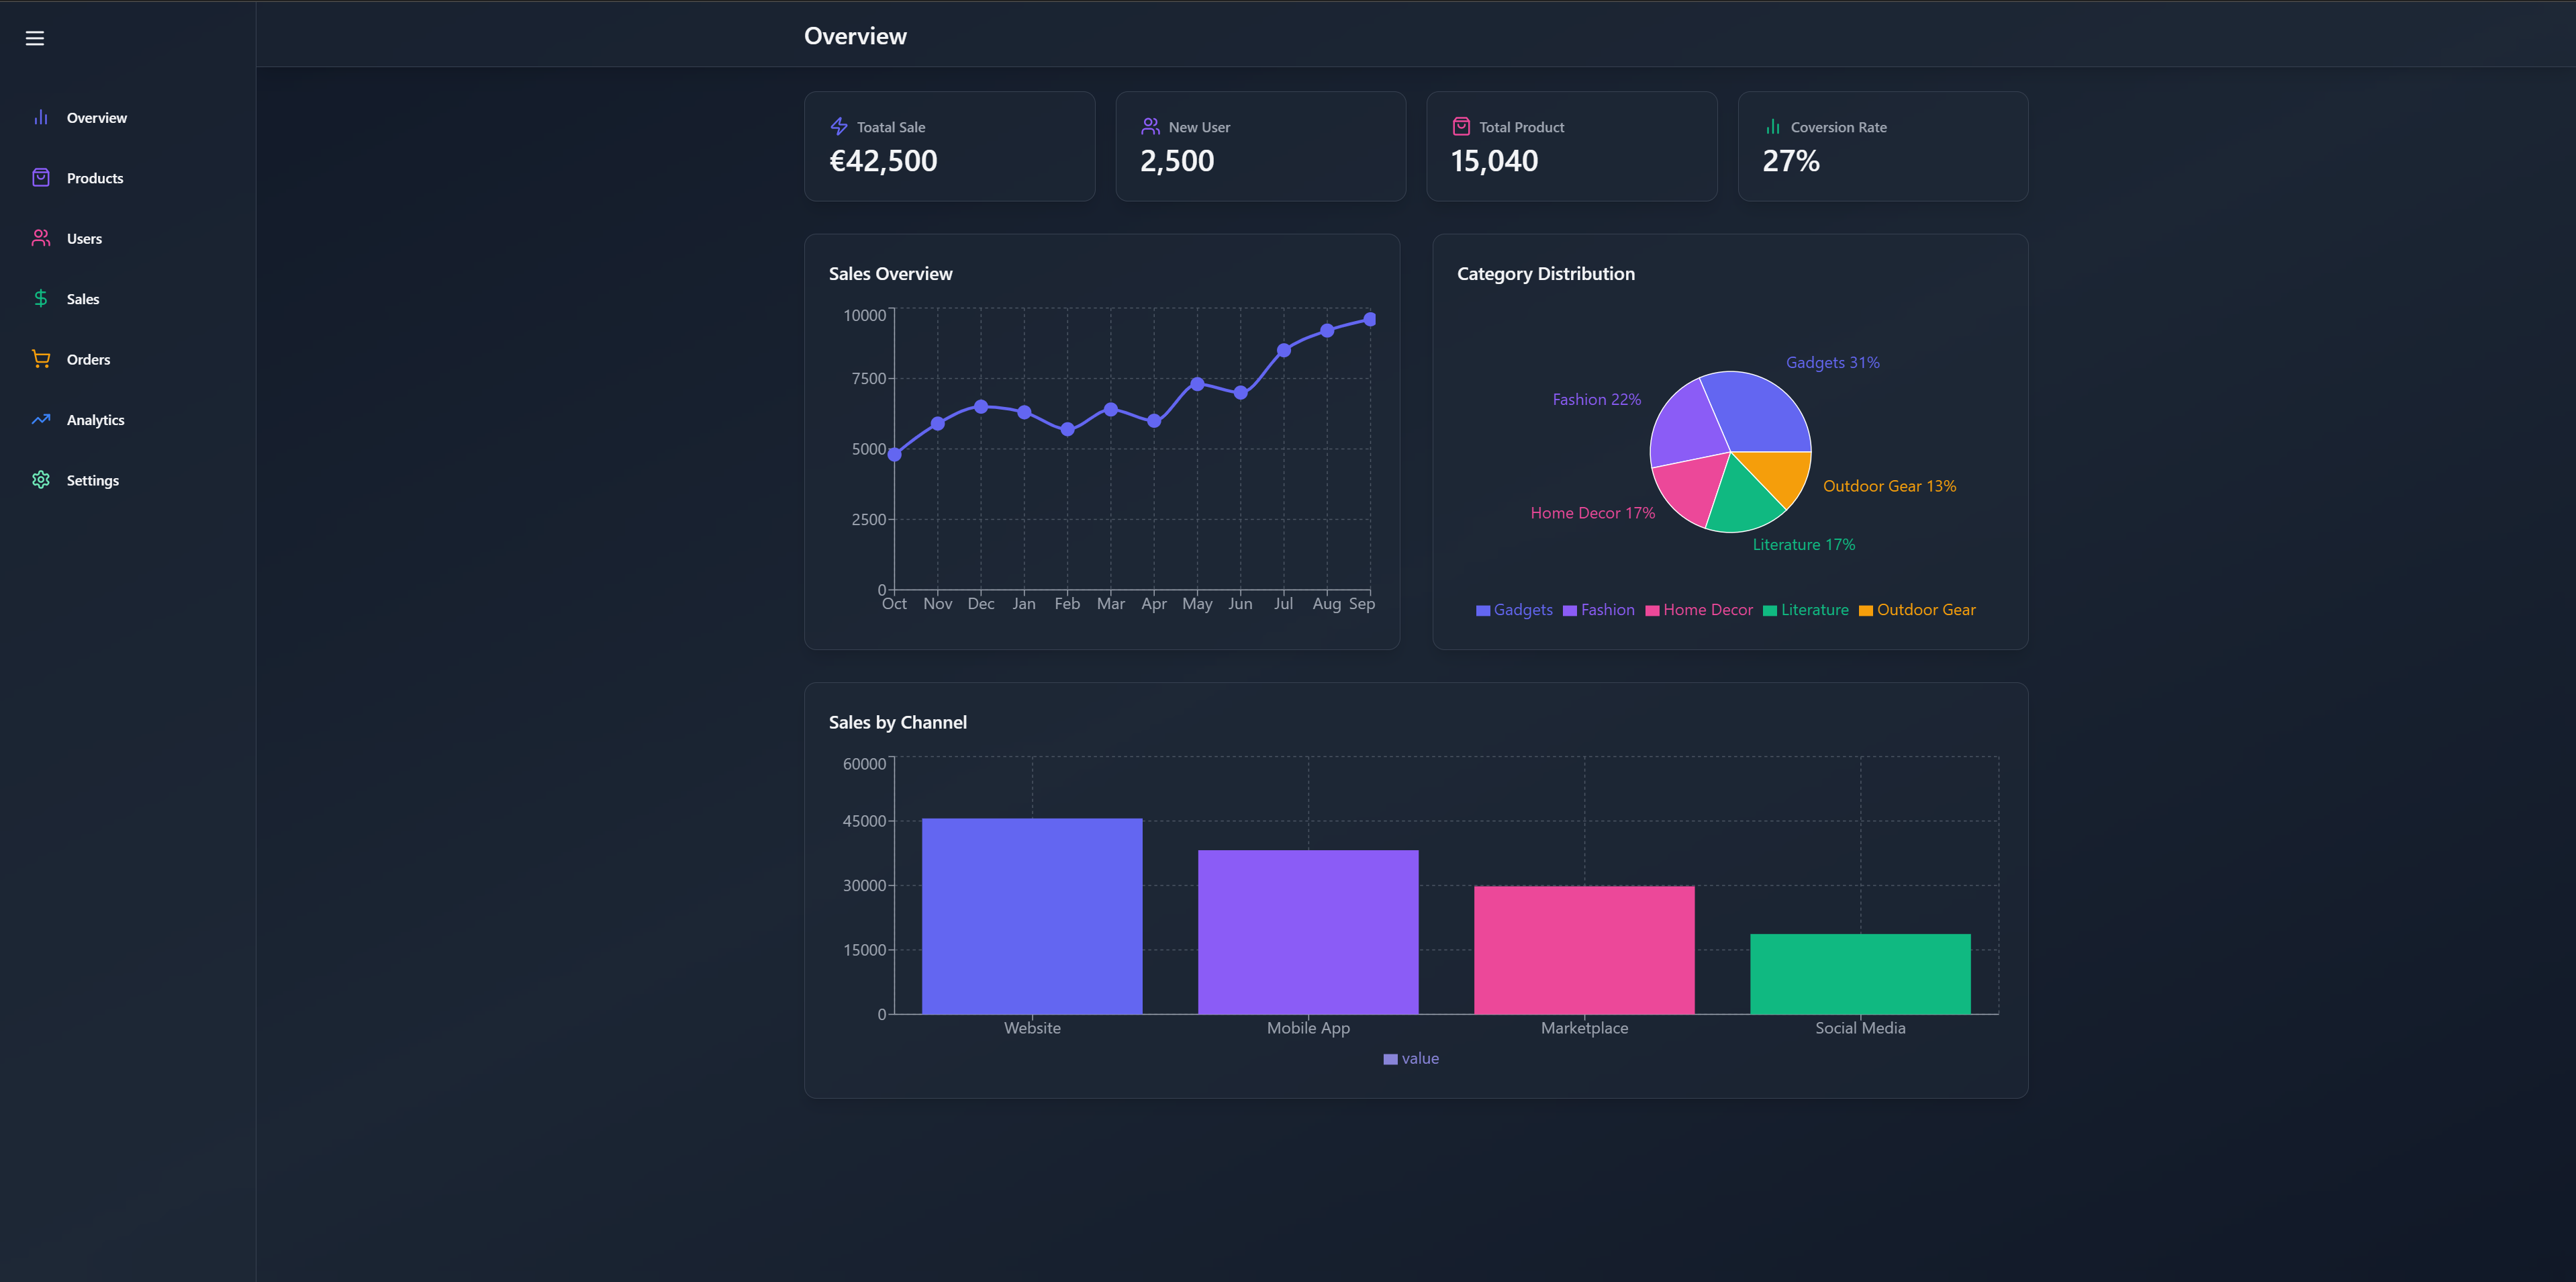 Overview
Overview
Products
Users
Sales
Orders
Analytics
Settings
Toatal Sale
€42,500
New User
2,500
Total Product
15,040
Coversion Rate
27%
Sales Overview
10000
7500
5000
2500
0
Oct Nov Dec Jan Feb Mar Apr May Jun Jul Aug Sep
Category Distribution
Gadgets 31%
Fashion 22%
Outdoor Gear 13%
Home Decor 17%
Literature 17%
Gadgets Fashion Home Decor Literature Outdoor Gear
Sales by Channel
60000
45000
30000
15000
0
Website Mobile App Marketplace Social Media
value